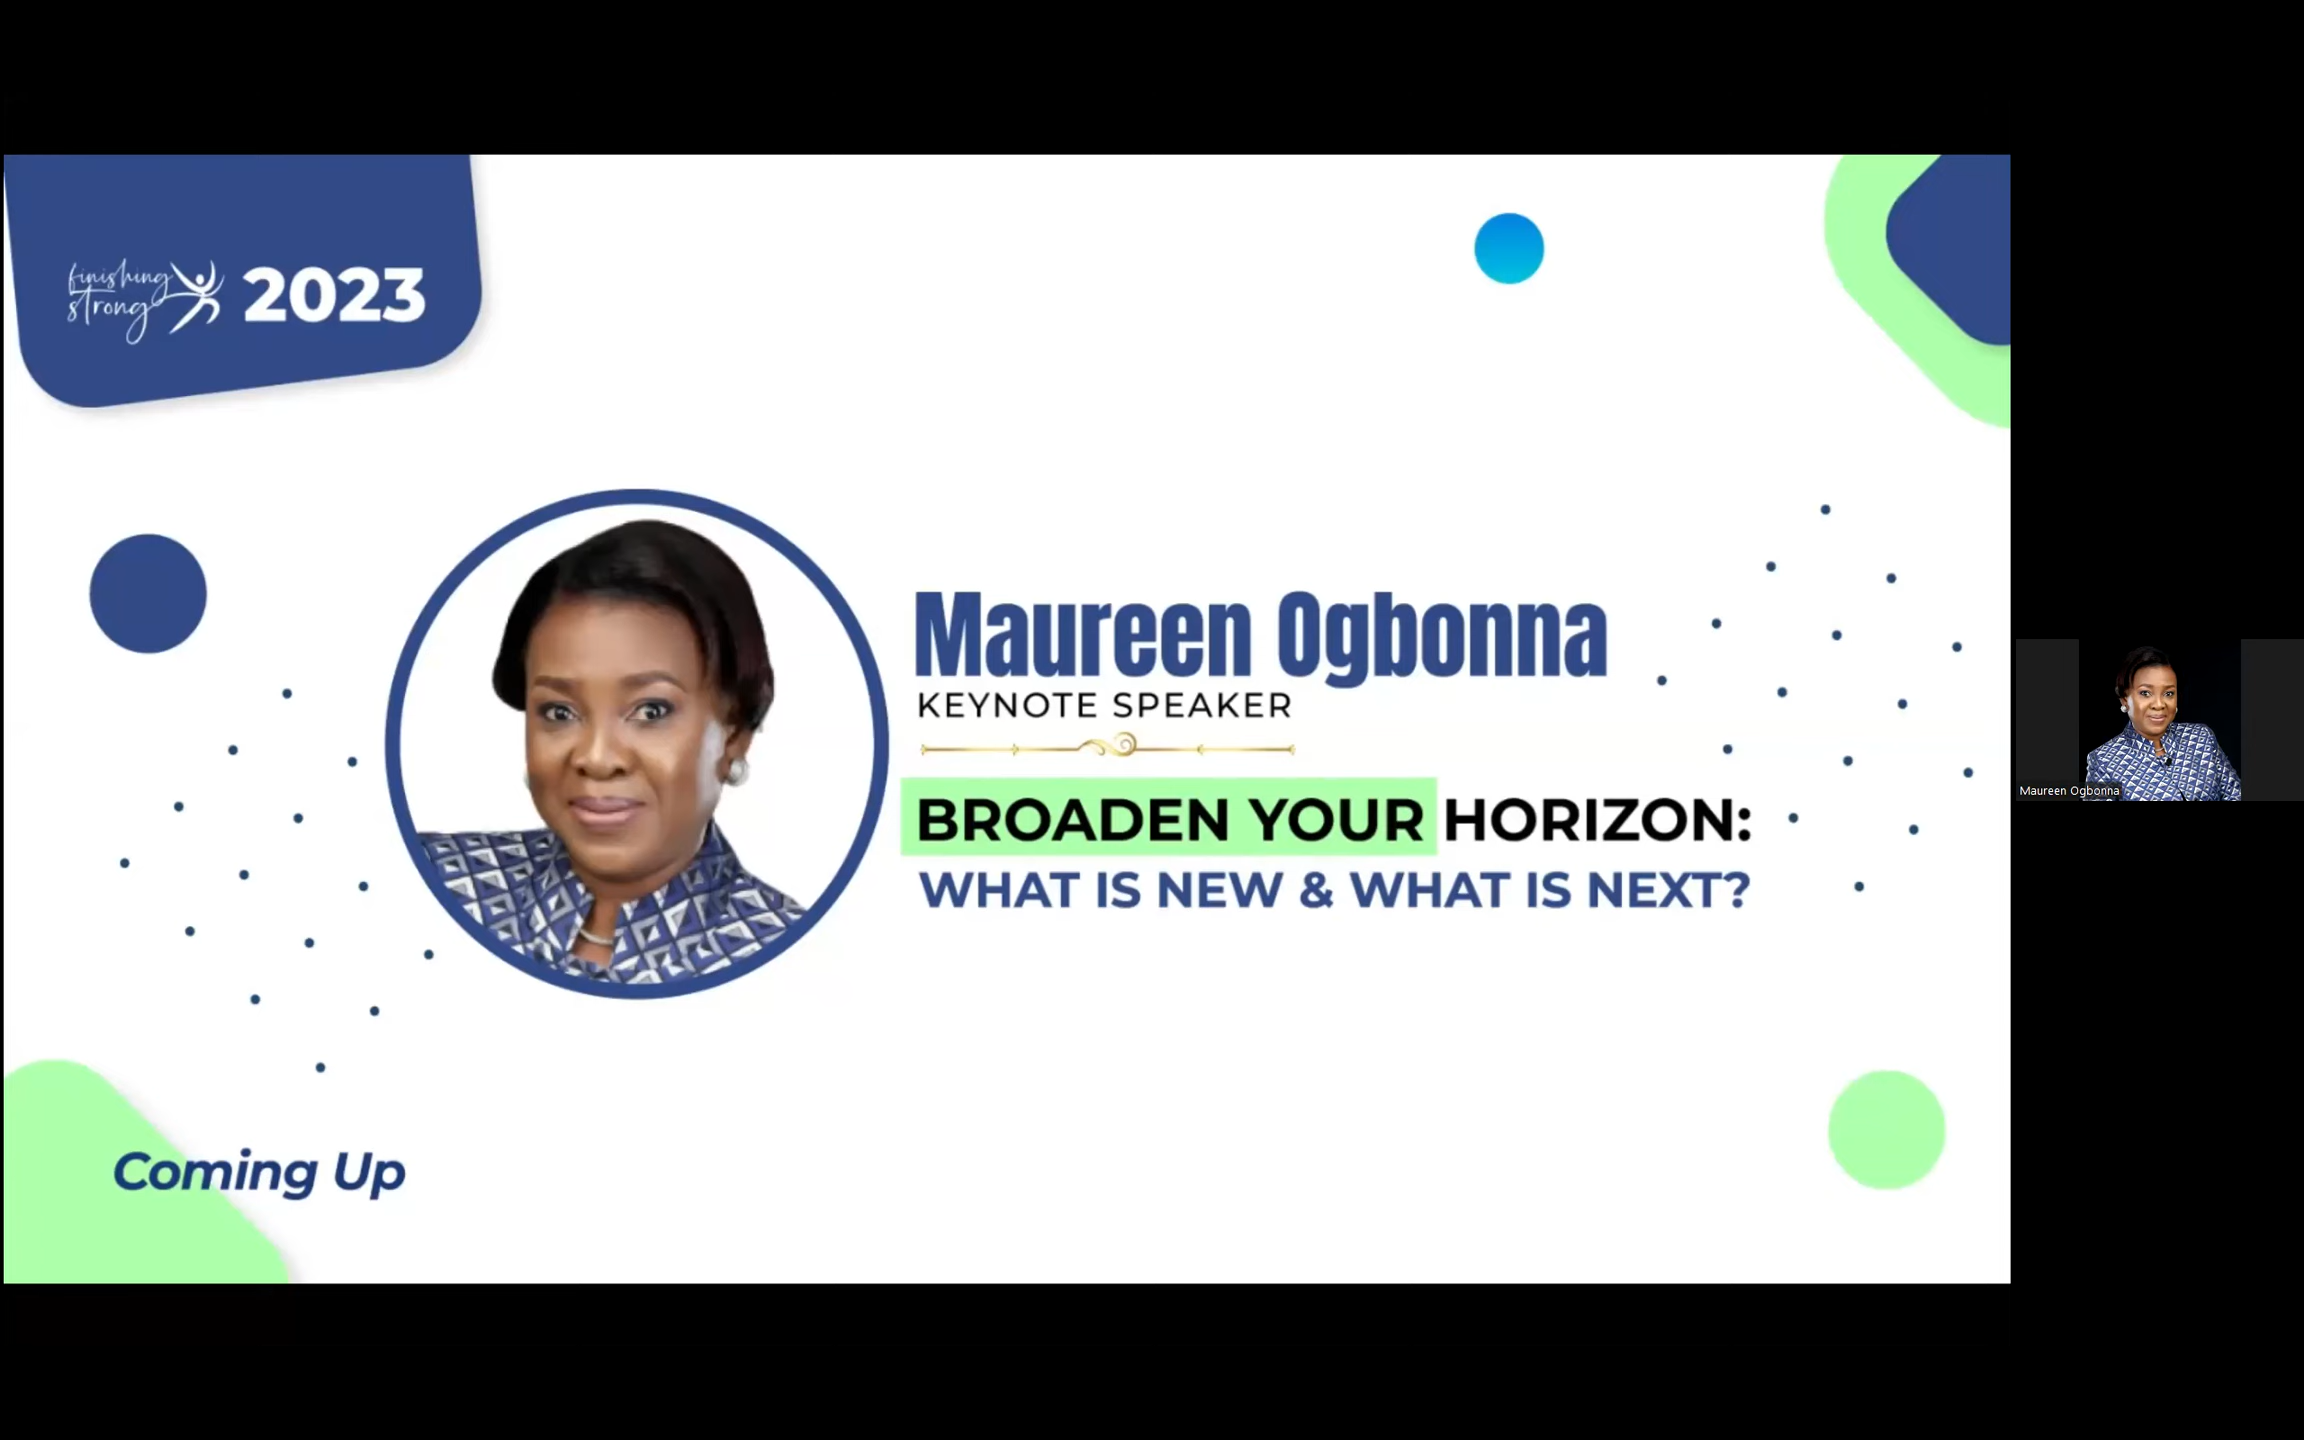 finishing
strong
2023
Maureen Ogbonna
KEYNOTE SPEAKER
BROADEN YOUR HORIZON:
WHAT IS NEW & WHAT IS NEXT?
Coming Up
Maureen Ogbonna